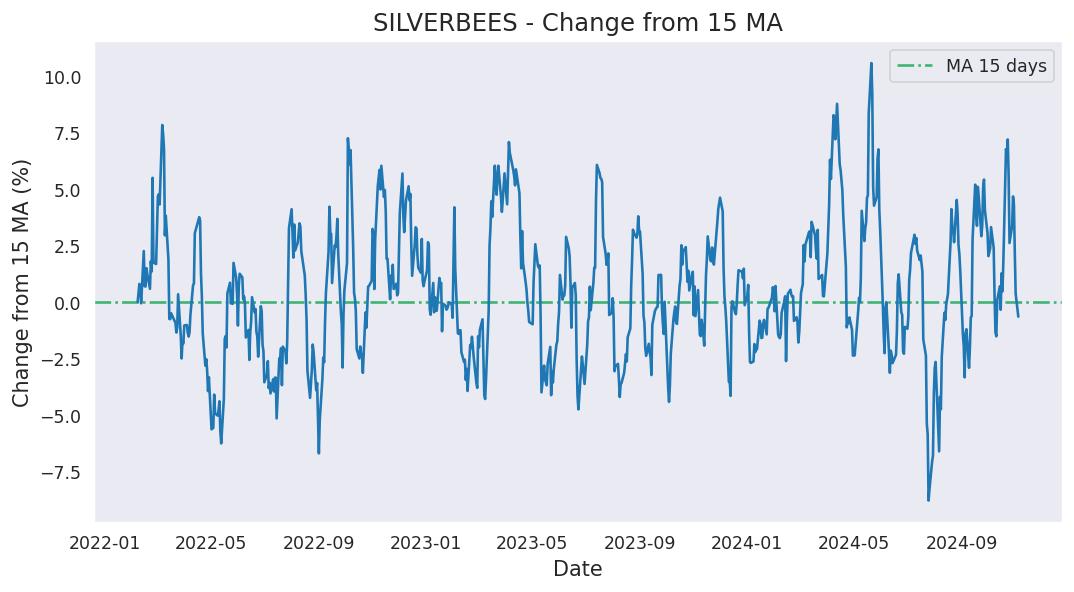 SILVERBEES - Change from 15 MA
MA 15 days
Change from 15 MA (%)
10.0
7.5
5.0
2.5
0.0
−2.5
−5.0
−7.5
2022-01 2022-05 2022-09 2023-01 2023-05 2023-09 2024-01 2024-05 2024-09
Date